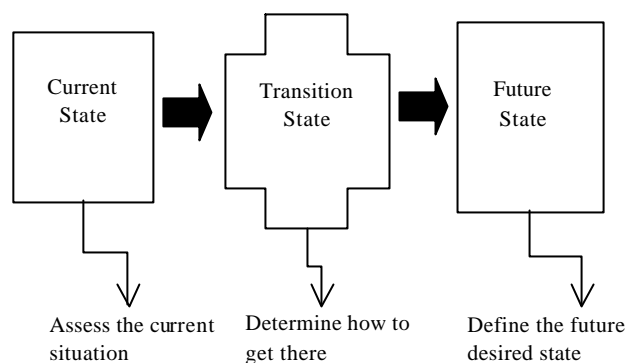 Current
State
Transition
State
Future
State
Assess the current
situation
Determine how to
get there
Define the future
desired state